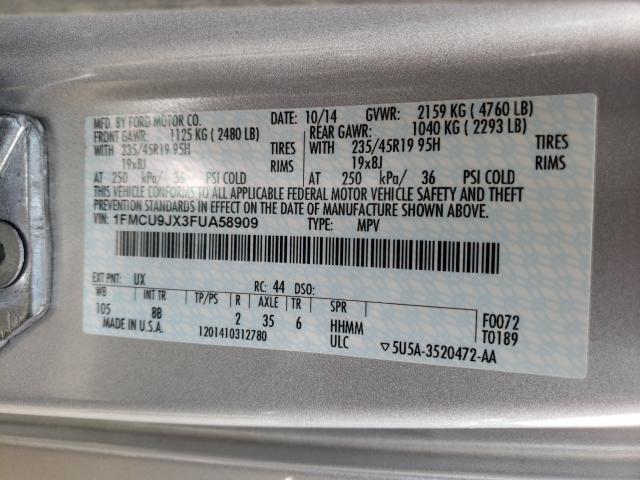 MFD. BY FORD MOTOR CO. DATE: 10/14 GVWR: 2159 KG ( 4760 LB)
FRONT GAWR: 1125 KG ( 2480 LB) REAR GAWR: 1040 KG ( 2293 LB)
WITH 235/45R19 95H TIRES WITH 235/45R19 95H TIRES
19x8J RIMS 19x8J RIMS
AT 250 kPa/ 36 PSI COLD AT 250 kPa/ 36 PSI COLD
THIS VEHICLE CONFORMS TO ALL APPLICABLE FEDERAL MOTOR VEHICLE SAFETY AND THEFT
PREVENTION STANDARDS IN EFFECT ON THE DATE OF MANUFACTURE SHOWN ABOVE.
VIN: 1FMCU9JX3FUA58909 TYPE: MPV
EXT PNT: UX RC: 44 DSO:
WB INT TR TP/PS R AXLE TR SPR
105 BB 2 35 6 HHMM F0072
MADE IN U.S.A. 1201410312780 ULC T0189
▽5U5A-3520472-AA